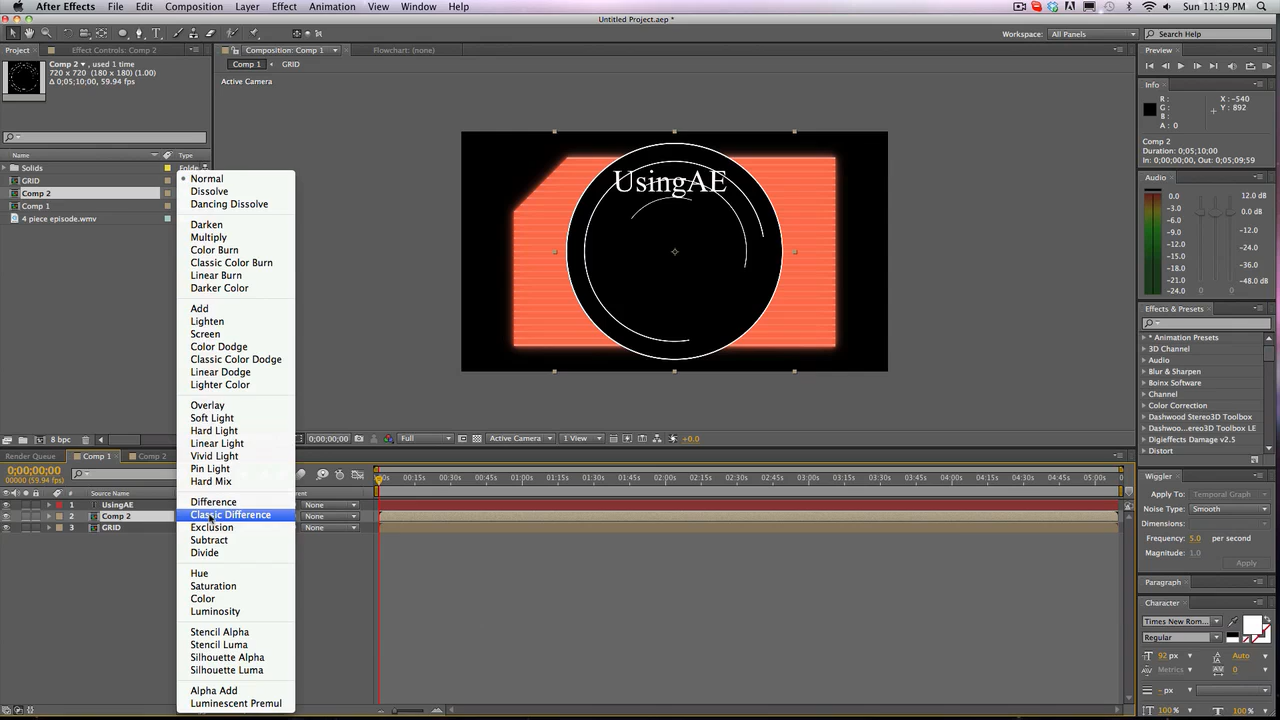 After Effects File Edit Composition Layer Effect Animation View Window Help Sun 11:19 PM
Untitled Project.aep *
Workspace: All Panels Search Help
Project Effect Controls: Comp 2 Composition: Comp 1 Flowchart: (none) Preview
Comp 2 , used 1 time
720 x 720 (180 x 180) (1.00)
Δ 0;05;10;00, 59.94 fps
Comp 1 GRID
Active Camera
Info
R: X: -540
G: Y: 892
B:
A: 0
Comp 2
Duration: 0;05;10;00
In: 0;00;00;00, Out: 0;05;09;59
Name Type
Solids Folde
GRID
Comp 2
Comp 1
4 piece episode.wmv
Normal
Dissolve
Dancing Dissolve
Darken
Multiply
Color Burn
Classic Color Burn
Linear Burn
Darker Color
Add
Lighten
Screen
Color Dodge
Classic Color Dodge
Linear Dodge
Lighter Color
Overlay
Soft Light
Hard Light
Linear Light
Vivid Light
Pin Light
Hard Mix
Difference
Classic Difference
Exclusion
Subtract
Divide
Hue
Saturation
Color
Luminosity
Stencil Alpha
Stencil Luma
Silhouette Alpha
Silhouette Luma
Alpha Add
Luminescent Premul
UsingAE
Audio
0.0 12.0 dB
-3.0 6.0
-6.0 0.0 dB
-9.0 -6.0
-12.0 -12.0
-15.0 -24.0
-18.0 -36.0
-21.0
-24.0 -48.0 dB
Effects & Presets
* Animation Presets
3D Channel
Audio
Blur & Sharpen
Boinx Software
Channel
Color Correction
Dashwood Stereo3D Toolbox
Dashwood ...ereo3D Toolbox LE
Digieffects Damage v2.5
Distort
8 bpc 0;00;00;00 Full Active Camera 1 View +0.0
Render Queue Comp 1 Comp 2
0;00;00;00
00000 (59.94 fps)
0s 00:15s 00:30s 00:45s 01:00s 01:15s 01:30s 01:45s 02:00s 02:15s 02:30s 02:45s 03:00s 03:15s 03:30s 03:45s 04:00s 04:15s 04:30s 04:45s 05:00s
# Source Name rent
1 T UsingAE None
2 Comp 2 None
3 GRID None
Wiggler
Apply To: Temporal Graph
Noise Type: Smooth
Dimensions:
Frequency: 5.0 per second
Magnitude: 1.0
Apply
Paragraph
Character
Times New Rom...
Regular
92 px Auto
Metrics 0
- px
100% 100%